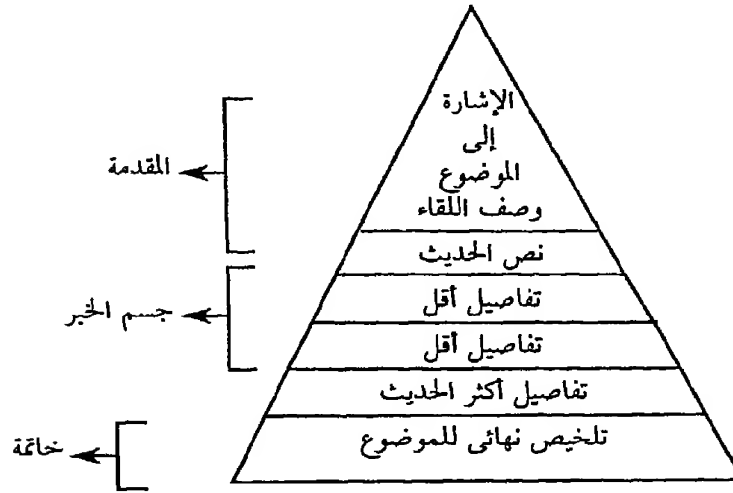 الإشارة
إلى
الموضوع
وصف اللقاء
المقدمة
نص الحديث
تفاصيل أقل
جسم الخبر
تفاصيل أقل
تفاصيل أكثر الحديث
تلخيص نهائى للموضوع
خاتمة